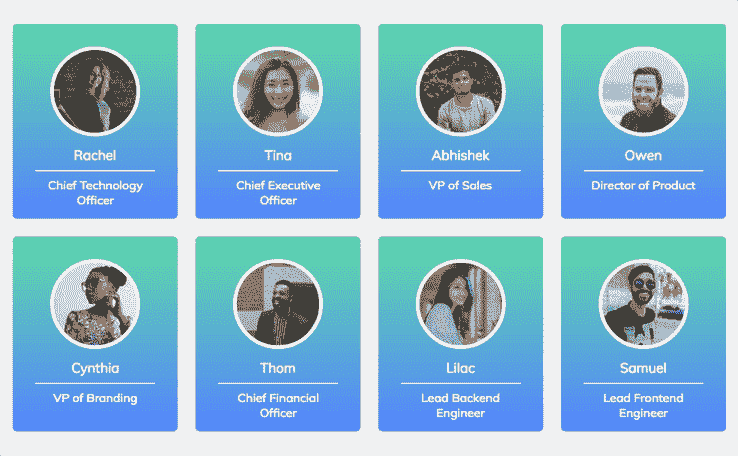 Rachel
Chief Technology
Officer
Tina
Chief Executive
Officer
Abhishek
VP of Sales
Owen
Director of Product
Cynthia
VP of Branding
Thom
Chief Financial
Officer
Lilac
Lead Backend
Engineer
Samuel
Lead Frontend
Engineer